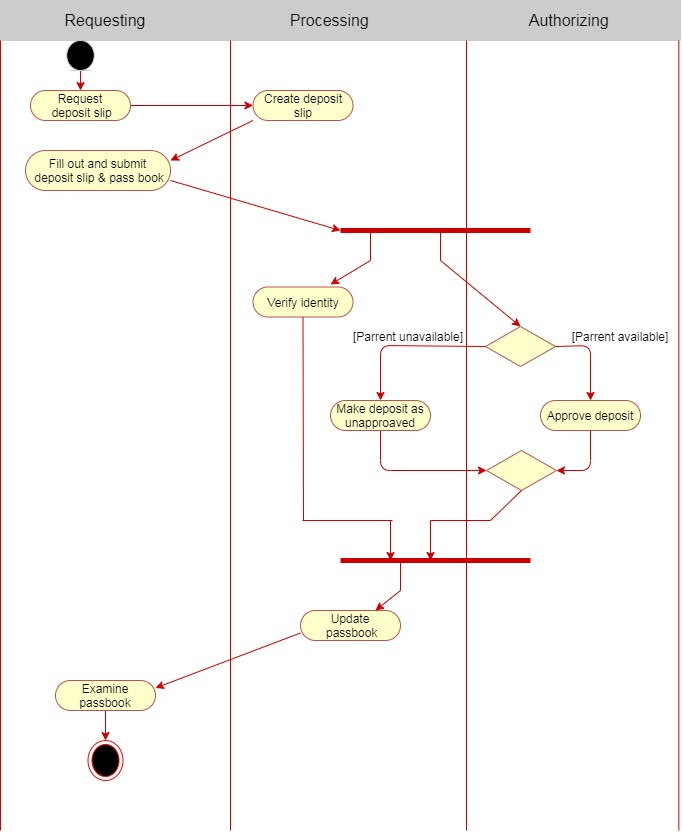 Requesting
Processing
Authorizing
Request
deposit slip
Create deposit
slip
Fill out and submit
deposit slip & pass book
Verify identity
[Parrent unavailable]
[Parrent available]
Make deposit as
unapproaved
Approve deposit
Update
passbook
Examine
passbook